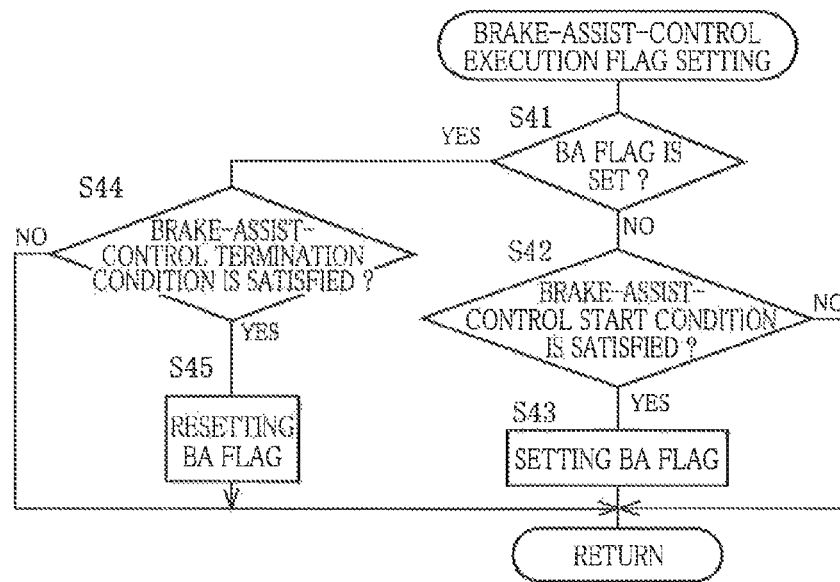 BRAKE-ASSIST-CONTROL
EXECUTION FLAG SETTING
S41
YES
BA FLAG IS
SET ?
NO
S44
NO
BRAKE-ASSIST-
CONTROL TERMINATION
CONDITION IS SATISFIED ?
YES
S42
BRAKE-ASSIST-
CONTROL START CONDITION
IS SATISFIED ?
NO
YES
S45
RESETTING
BA FLAG
S43
SETTING BA FLAG
RETURN